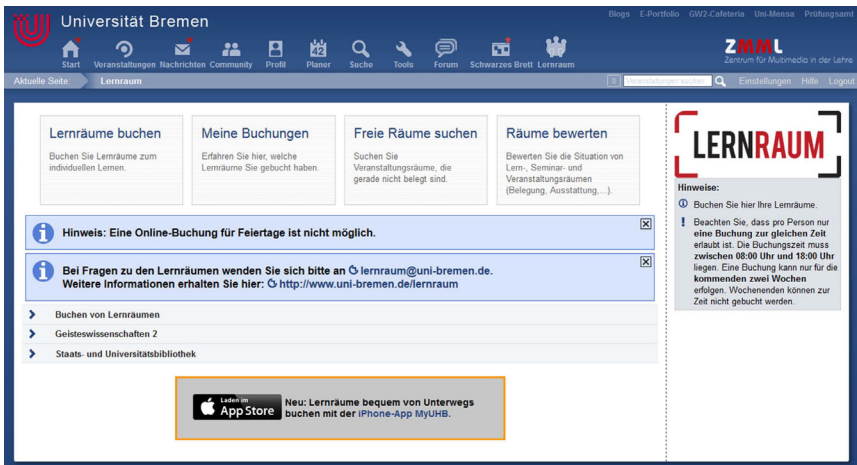 Blogs E-Portfolio GW2-Cafeteria Uni-Mensa Prüfungsamt
Universität Bremen
Start Veranstaltungen Nachrichten Community Profil Planer Suche Tools Forum Schwarzes Brett Lernraum
42
ZMML
Zentrum für Multimedia in der Lehre
Aktuelle Seite: Lernraum
Veranstaltungen suchen Einstellungen Hilfe Logout
Lernräume buchen
Buchen Sie Lernräume zum
individuellen Lernen.
Meine Buchungen
Erfahren Sie hier, welche
Lernräume Sie gebucht haben.
Freie Räume suchen
Suchen Sie
Veranstaltungsräume, die
gerade nicht belegt sind.
Räume bewerten
Bewerten Sie die Situation von
Lern-, Seminar- und
Veranstaltungsräumen
(Belegung, Ausstattung,...).
Hinweis: Eine Online-Buchung für Feiertage ist nicht möglich.
Bei Fragen zu den Lernräumen wenden Sie sich bitte an lernraum@uni-bremen.de.
Weitere Informationen erhalten Sie hier: http://www.uni-bremen.de/lernraum
Buchen von Lernräumen
Geisteswissenschaften 2
Staats- und Universitätsbibliothek
Laden im
App Store
Neu: Lernräume bequem von Unterwegs
buchen mit der iPhone-App MyUHB.
LERNRAUM
Hinweise:
Buchen Sie hier Ihre Lernräume.
Beachten Sie, dass pro Person nur
eine Buchung zur gleichen Zeit
erlaubt ist. Die Buchungszeit muss
zwischen 08:00 Uhr und 18:00 Uhr
liegen. Eine Buchung kann nur für die
kommenden zwei Wochen
erfolgen. Wochenenden können zur
Zeit nicht gebucht werden.